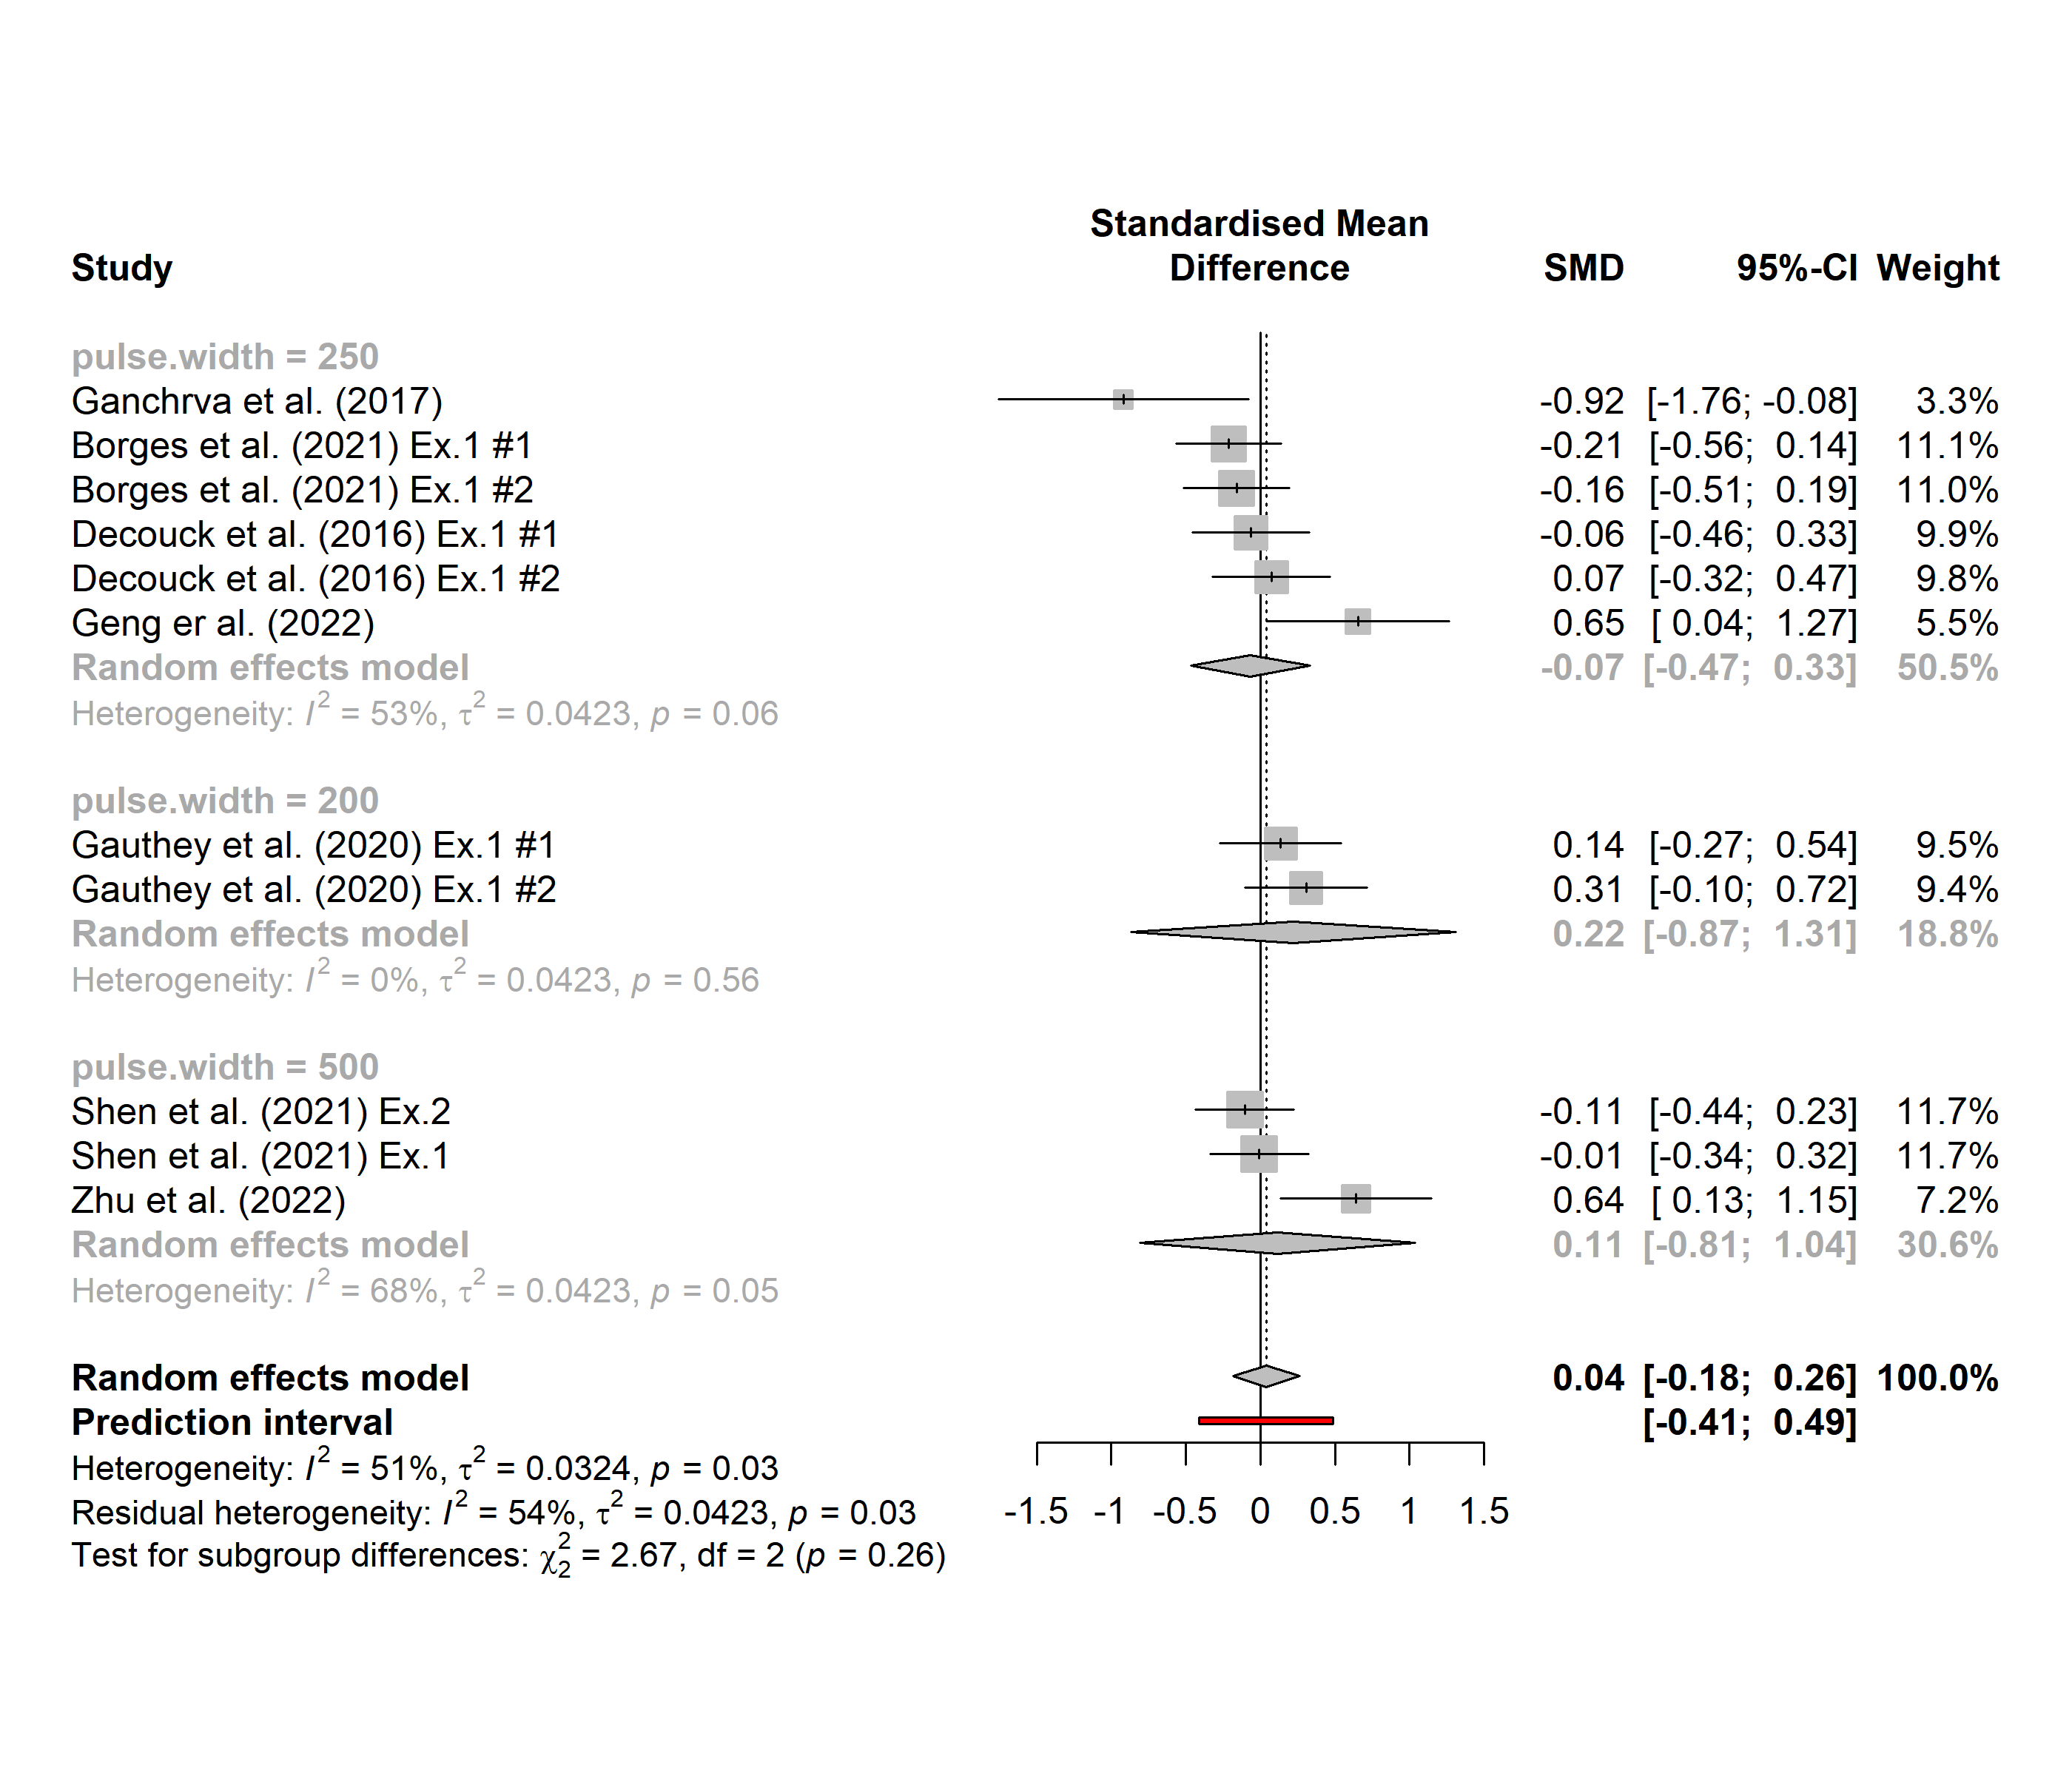 Standardised Mean
Study Difference SMD 95%-CI Weight
pulse.width = 250
Ganchrva et al. (2017) -0.92 [-1.76; -0.08] 3.3%
Borges et al. (2021) Ex.1 #1 -0.21 [-0.56; 0.14] 11.1%
Borges et al. (2021) Ex.1 #2 -0.16 [-0.51; 0.19] 11.0%
Decouck et al. (2016) Ex.1 #1 -0.06 [-0.46; 0.33] 9.9%
Decouck et al. (2016) Ex.1 #2 0.07 [-0.32; 0.47] 9.8%
Geng er al. (2022) 0.65 [ 0.04; 1.27] 5.5%
Random effects model -0.07 [-0.47; 0.33] 50.5%
Heterogeneity: I² = 53%, τ² = 0.0423, p = 0.06
pulse.width = 200
Gauthey et al. (2020) Ex.1 #1 0.14 [-0.27; 0.54] 9.5%
Gauthey et al. (2020) Ex.1 #2 0.31 [-0.10; 0.72] 9.4%
Random effects model 0.22 [-0.87; 1.31] 18.8%
Heterogeneity: I² = 0%, τ² = 0.0423, p = 0.56
pulse.width = 500
Shen et al. (2021) Ex.2 -0.11 [-0.44; 0.23] 11.7%
Shen et al. (2021) Ex.1 -0.01 [-0.34; 0.32] 11.7%
Zhu et al. (2022) 0.64 [ 0.13; 1.15] 7.2%
Random effects model 0.11 [-0.81; 1.04] 30.6%
Heterogeneity: I² = 68%, τ² = 0.0423, p = 0.05
Random effects model 0.04 [-0.18; 0.26] 100.0%
Prediction interval [-0.41; 0.49]
Heterogeneity: I² = 51%, τ² = 0.0324, p = 0.03
Residual heterogeneity: I² = 54%, τ² = 0.0423, p = 0.03
-1.5 -1 -0.5 0 0.5 1 1.5
Test for subgroup differences: χ²₂ = 2.67, df = 2 (p = 0.26)